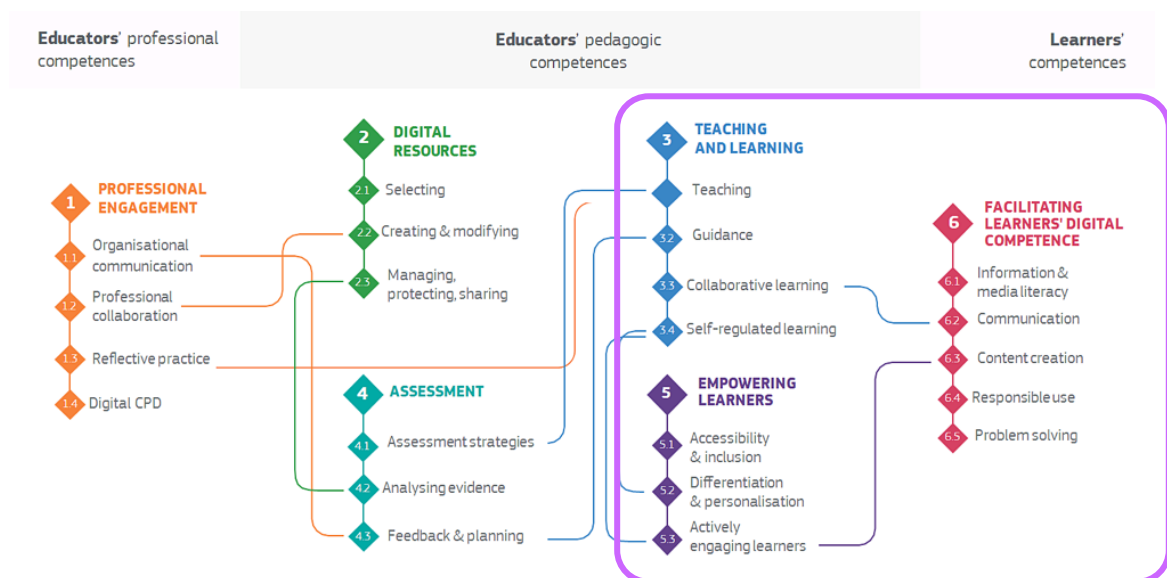 Educators' professional
competences
Educators' pedagogic
competences
Learners'
competences
1
PROFESSIONAL
ENGAGEMENT
1.1
Organisational
communication
1.2
Professional
collaboration
1.3
Reflective practice
1.4
Digital CPD
2
DIGITAL
RESOURCES
2.1
Selecting
2.2
Creating & modifying
2.3
Managing,
protecting, sharing
3
TEACHING
AND LEARNING
Teaching
3.2
Guidance
3.3
Collaborative learning
3.4
Self-regulated learning
4
ASSESSMENT
4.1
Assessment strategies
4.2
Analysing evidence
4.3
Feedback & planning
5
EMPOWERING
LEARNERS
5.1
Accessibility
& inclusion
5.2
Differentiation
& personalisation
5.3
Actively
engaging learners
6
FACILITATING
LEARNERS' DIGITAL
COMPETENCE
6.1
Information &
media literacy
6.2
Communication
6.3
Content creation
6.4
Responsible use
6.5
Problem solving